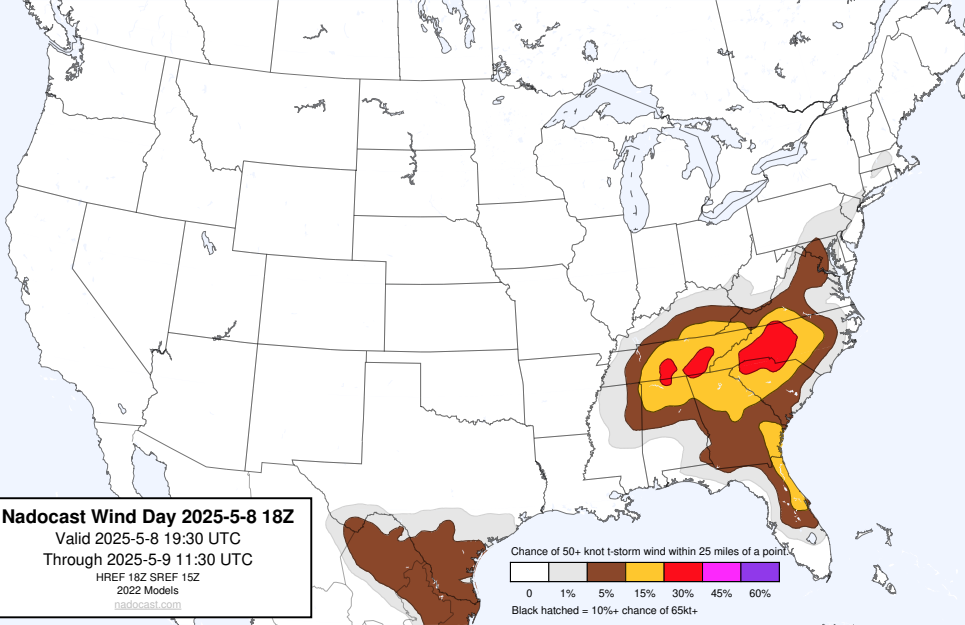 Nadocast Wind Day 2025-5-8 18Z
Valid 2025-5-8 19:30 UTC
Through 2025-5-9 11:30 UTC
HREF 18Z SREF 15Z
2022 Models
nadocast.com
Chance of 50+ knot t-storm wind within 25 miles of a point.
0 1% 5% 15% 30% 45% 60%
Black hatched = 10%+ chance of 65kt+